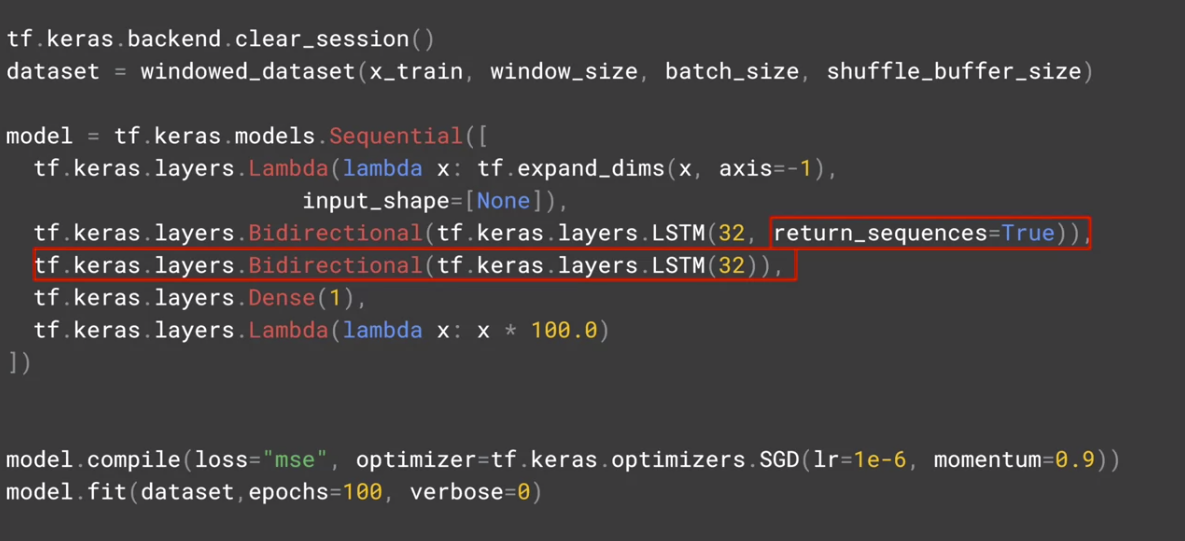 tf.keras.backend.clear_session()
dataset = windowed_dataset(x_train, window_size, batch_size, shuffle_buffer_size)
model = tf.keras.models.Sequential([
  tf.keras.layers.Lambda(lambda x: tf.expand_dims(x, axis=-1),
                      input_shape=[None]),
  tf.keras.layers.Bidirectional(tf.keras.layers.LSTM(32, return_sequences=True)),
  tf.keras.layers.Bidirectional(tf.keras.layers.LSTM(32)),
  tf.keras.layers.Dense(1),
  tf.keras.layers.Lambda(lambda x: x * 100.0)
])
model.compile(loss="mse", optimizer=tf.keras.optimizers.SGD(lr=1e-6, momentum=0.9))
model.fit(dataset,epochs=100, verbose=0)